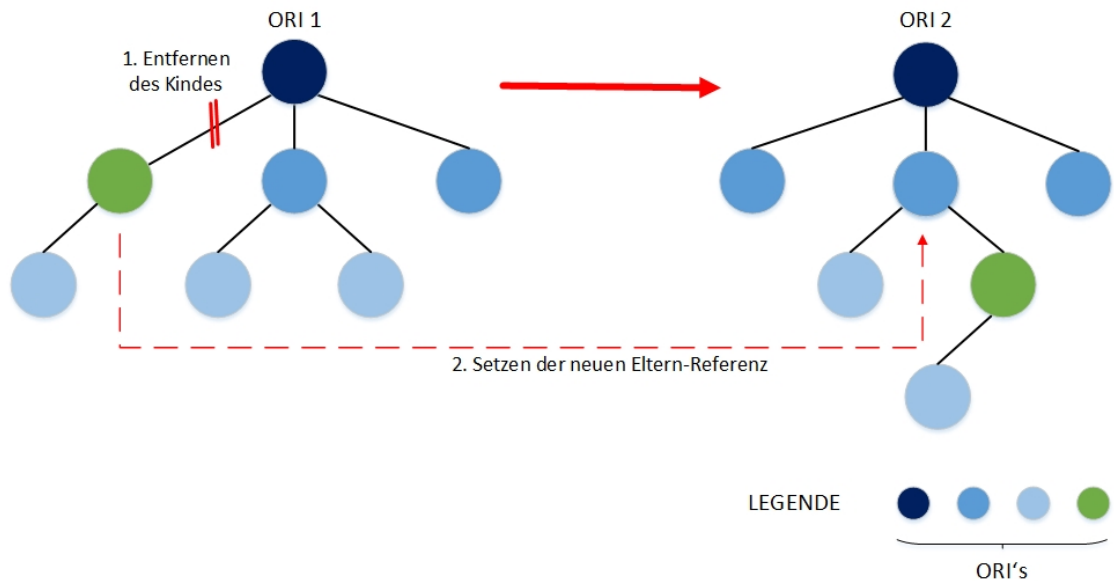 ORI 1
ORI 2
1. Entfernen
des Kindes
2. Setzen der neuen Eltern-Referenz
LEGENDE
ORI‘s